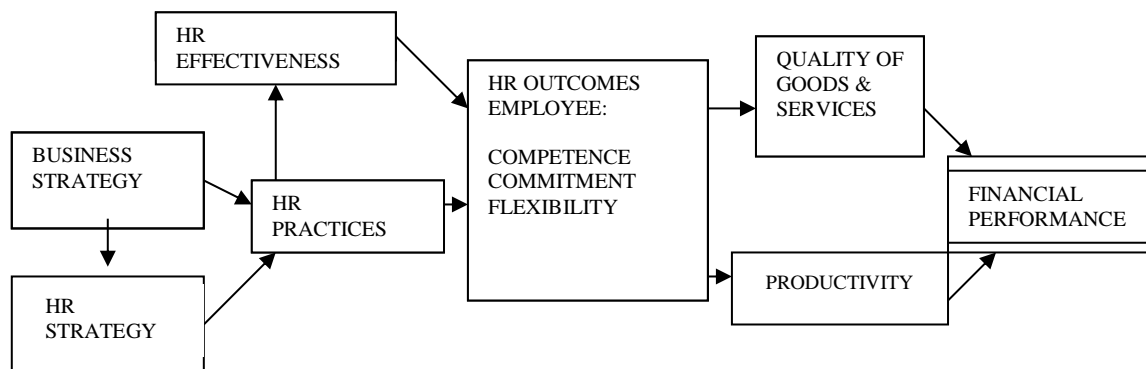 HR
EFFECTIVENESS
BUSINESS
STRATEGY
HR
STRATEGY
HR
PRACTICES
HR OUTCOMES
EMPLOYEE:
COMPETENCE
COMMITMENT
FLEXIBILITY
QUALITY OF
GOODS &
SERVICES
PRODUCTIVITY
FINANCIAL
PERFORMANCE